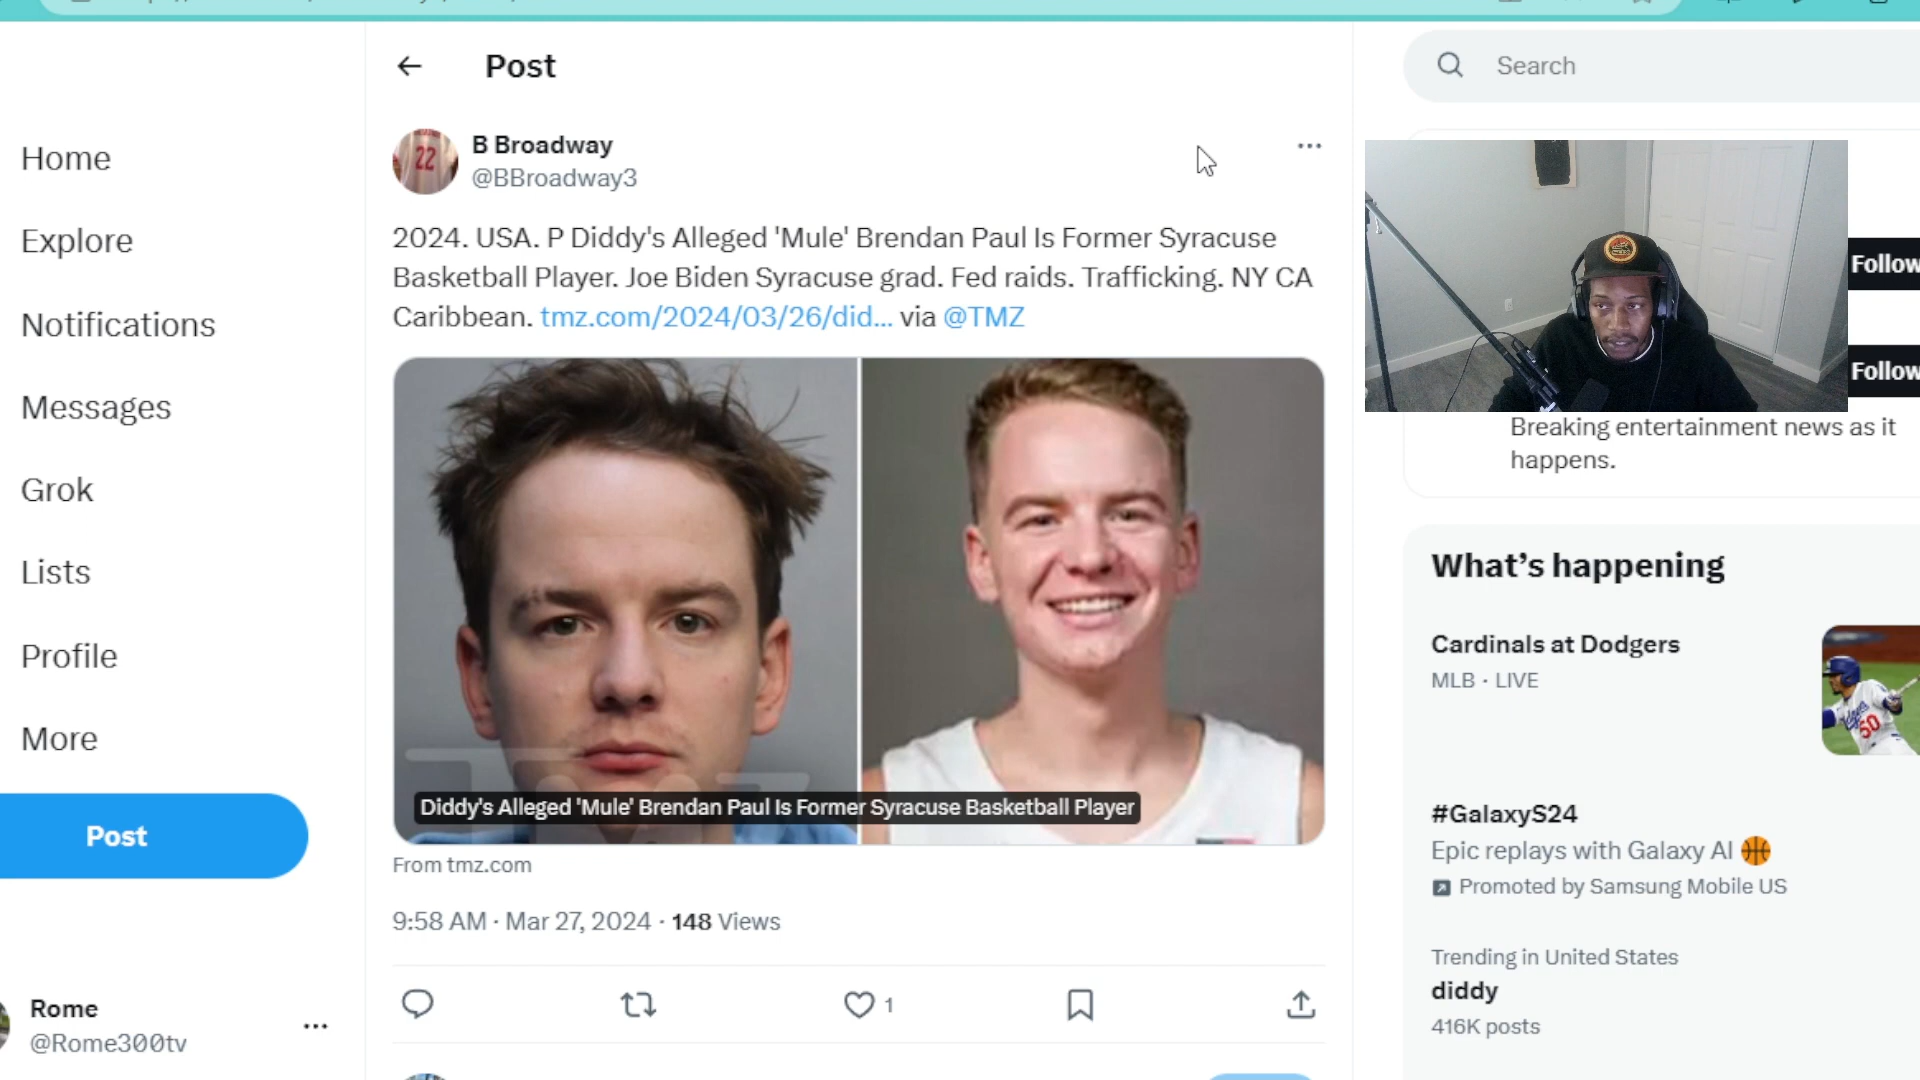 Post
Search
B Broadway
@BBroadway3
22
Home
Explore
Notifications
Messages
Grok
Lists
Profile
More
Post
2024. USA. P Diddy's Alleged 'Mule' Brendan Paul Is Former Syracuse
Basketball Player. Joe Biden Syracuse grad. Fed raids. Trafficking. NY CA
Caribbean. tmz.com/2024/03/26/did... via @TMZ
TMZ
Diddy's Alleged 'Mule' Brendan Paul Is Former Syracuse Basketball Player
From tmz.com
9:58 AM · Mar 27, 2024 · 148 Views
1
Rome
@Rome300tv
Follow
Follow
Breaking entertainment news as it
happens.
What's happening
Cardinals at Dodgers
MLB · LIVE
50
#GalaxyS24
Epic replays with Galaxy AI
Promoted by Samsung Mobile US
Trending in United States
diddy
416K posts